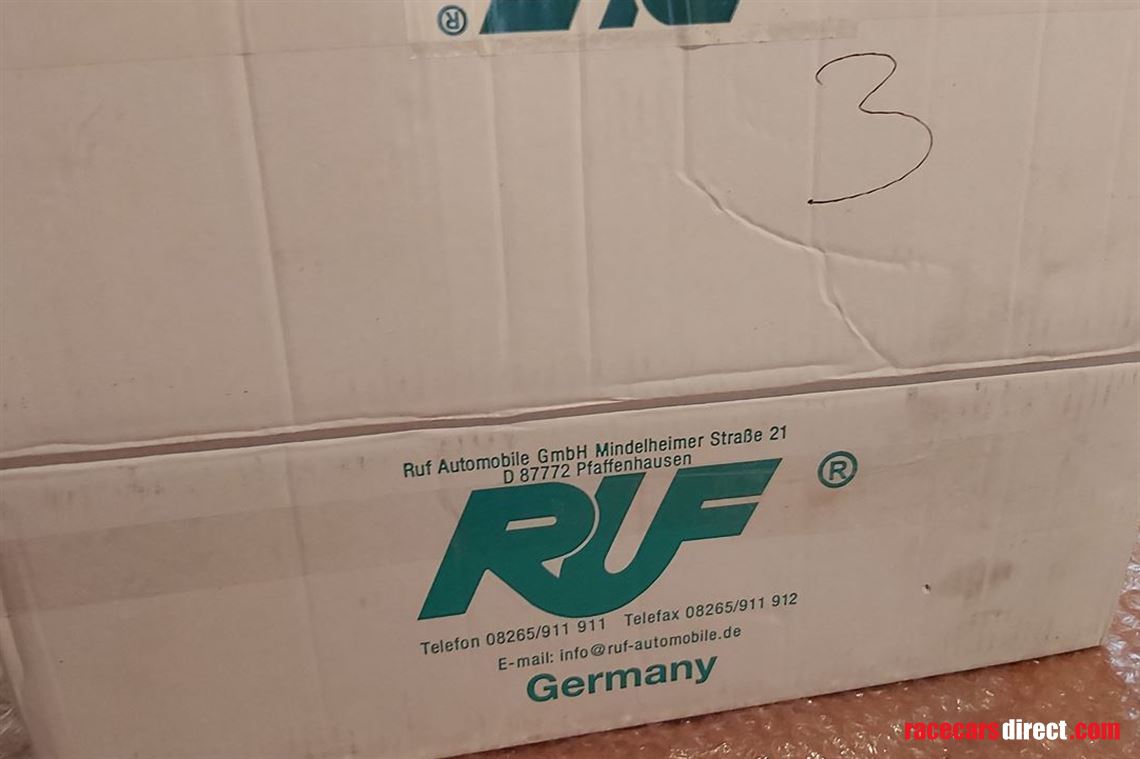 ®
3
Ruf Automobile GmbH Mindelheimer Straße 21
D 87772 Pfaffenhausen
RUF ®
Telefon 08265/911 911 Telefax 08265/911 912
E-mail: info@ruf-automobile.de
Germany
racecarsdirect.com